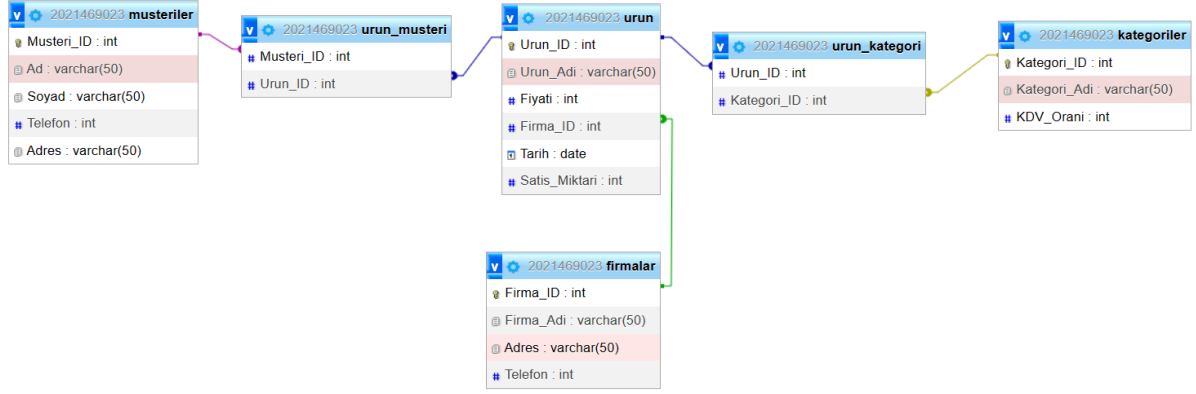 2021469023 musteriler
Musteri_ID : int
Ad : varchar(50)
Soyad : varchar(50)
Telefon : int
Adres : varchar(50)
2021469023 urun_musteri
Musteri_ID : int
Urun_ID : int
2021469023 urun
Urun_ID : int
Urun_Adi : varchar(50)
Fiyati : int
Firma_ID : int
Tarih : date
Satis_Miktari : int
2021469023 urun_kategori
Urun_ID : int
Kategori_ID : int
2021469023 kategoriler
Kategori_ID : int
Kategori_Adi : varchar(50)
KDV_Orani : int
2021469023 firmalar
Firma_ID : int
Firma_Adi : varchar(50)
Adres : varchar(50)
Telefon : int